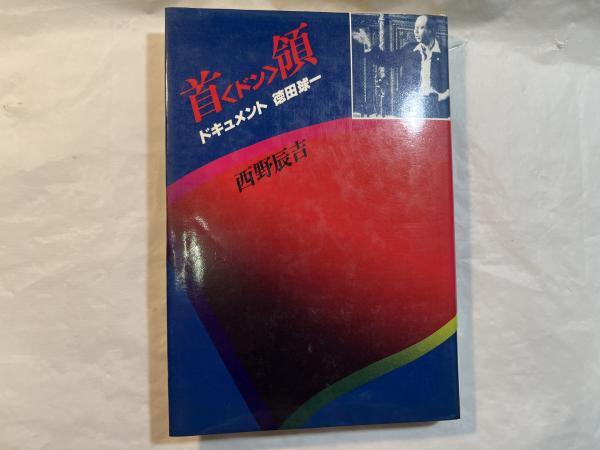 首〈ドン〉領
ドキュメント 徳田球一
西野辰吉